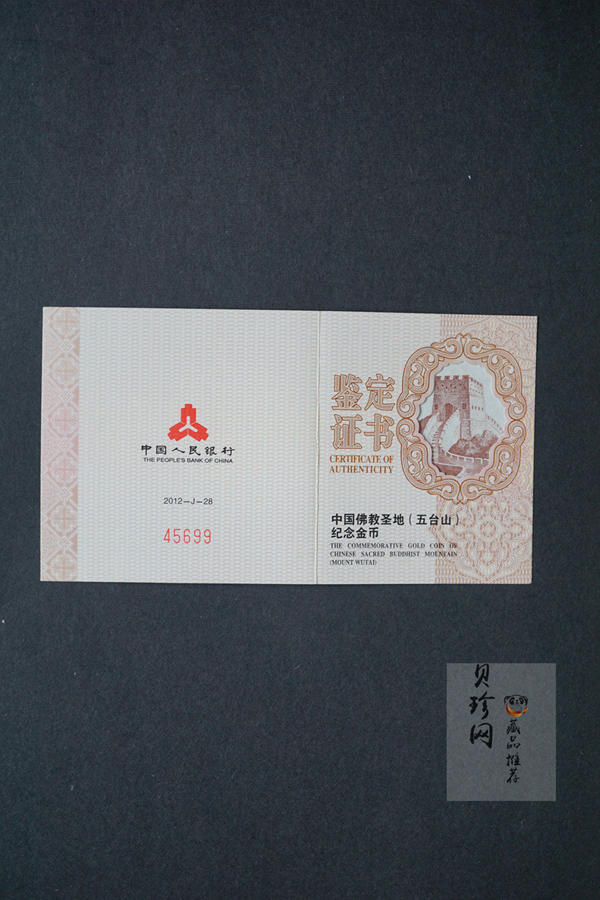 中国人民银行
THE PEOPLE'S BANK OF CHINA
2012-J-28
45699
鉴定
证书
CERTIFICATE OF
AUTHENTICITY
中国佛教圣地(五台山)
纪念金币
THE COMMEMORATIVE GOLD COIN OF
CHINESE SACRED BUDDHIST MOUNTAIN
(MOUNT WUTAI)
贝珍网
藏品推荐